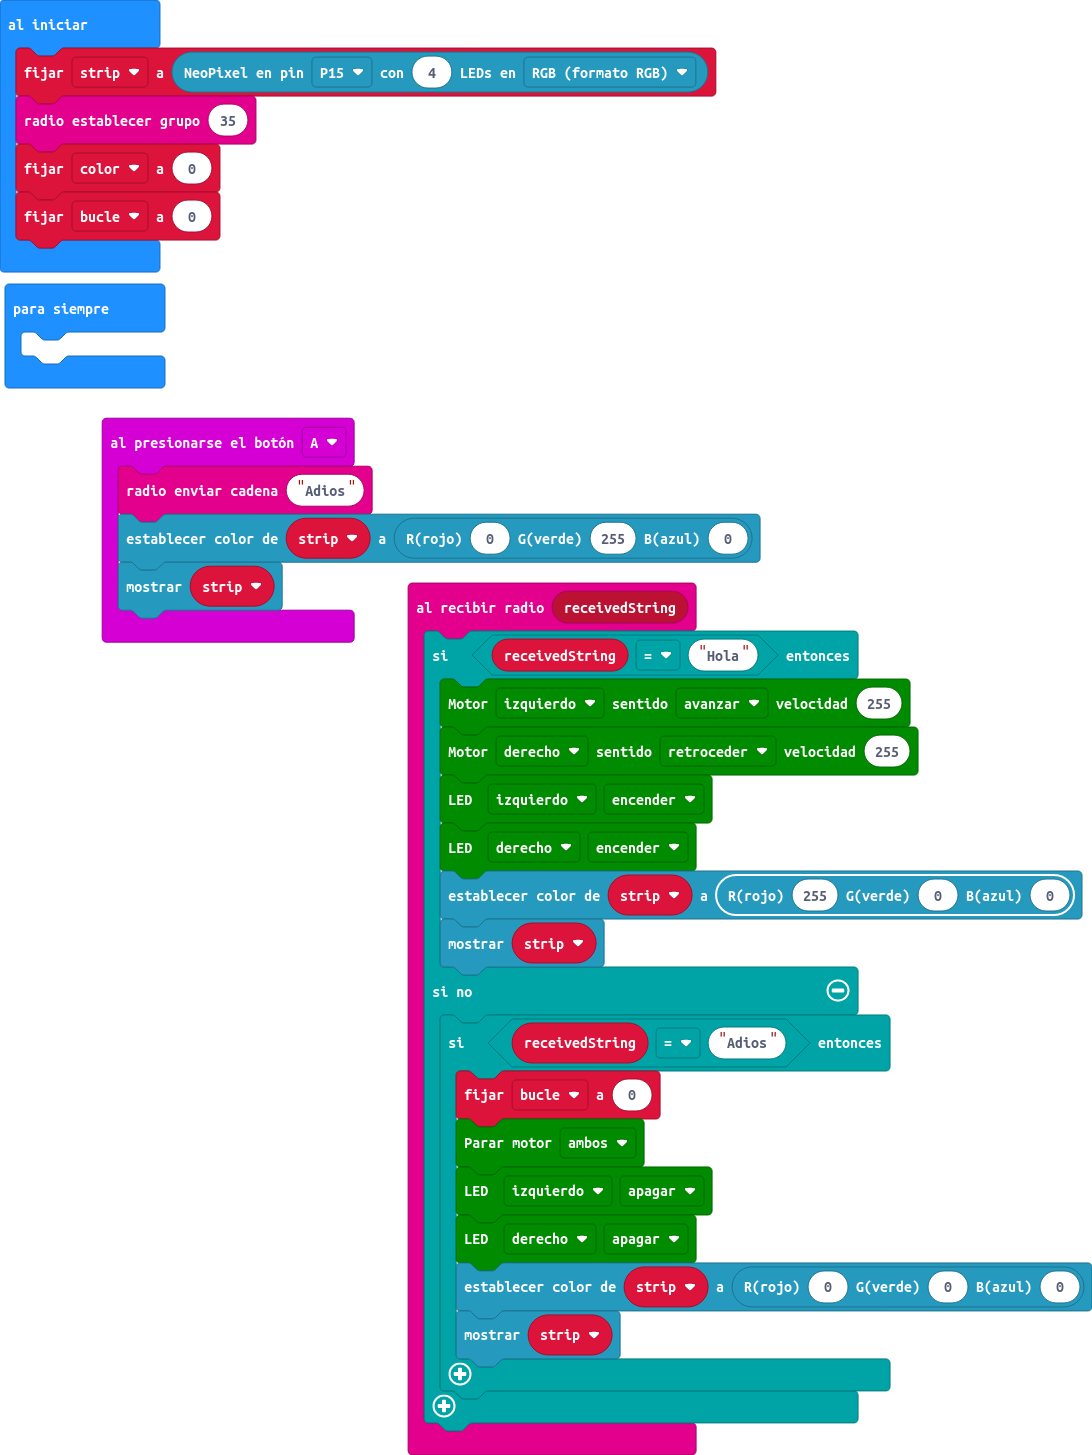 al iniciar
fijar strip a NeoPixel en pin P15 con 4 LEDs en RGB (formato RGB)
radio establecer grupo 35
fijar color a 0
fijar bucle a 0
para siempre
al presionarse el botón A
radio enviar cadena "Adios"
establecer color de strip a R(rojo) 0 G(verde) 255 B(azul) 0
mostrar strip
al recibir radio receivedString
si receivedString = "Hola" entonces
Motor izquierdo sentido avanzar velocidad 255
Motor derecho sentido retroceder velocidad 255
LED izquierdo encender
LED derecho encender
establecer color de strip a R(rojo) 255 G(verde) 0 B(azul) 0
mostrar strip
si no
si receivedString = "Adios" entonces
fijar bucle a 0
Parar motor ambos
LED izquierdo apagar
LED derecho apagar
establecer color de strip a R(rojo) 0 G(verde) 0 B(azul) 0
mostrar strip